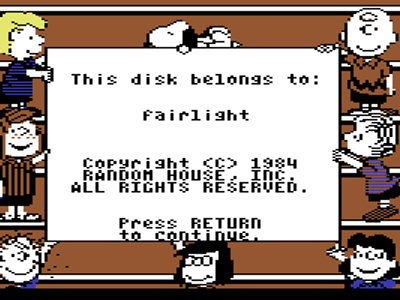 This disk belongs to:
Fairlight
Copyright (C) 1984
RANDOM HOUSE, INC.
ALL RIGHTS RESERVED.
Press RETURN
to continue.